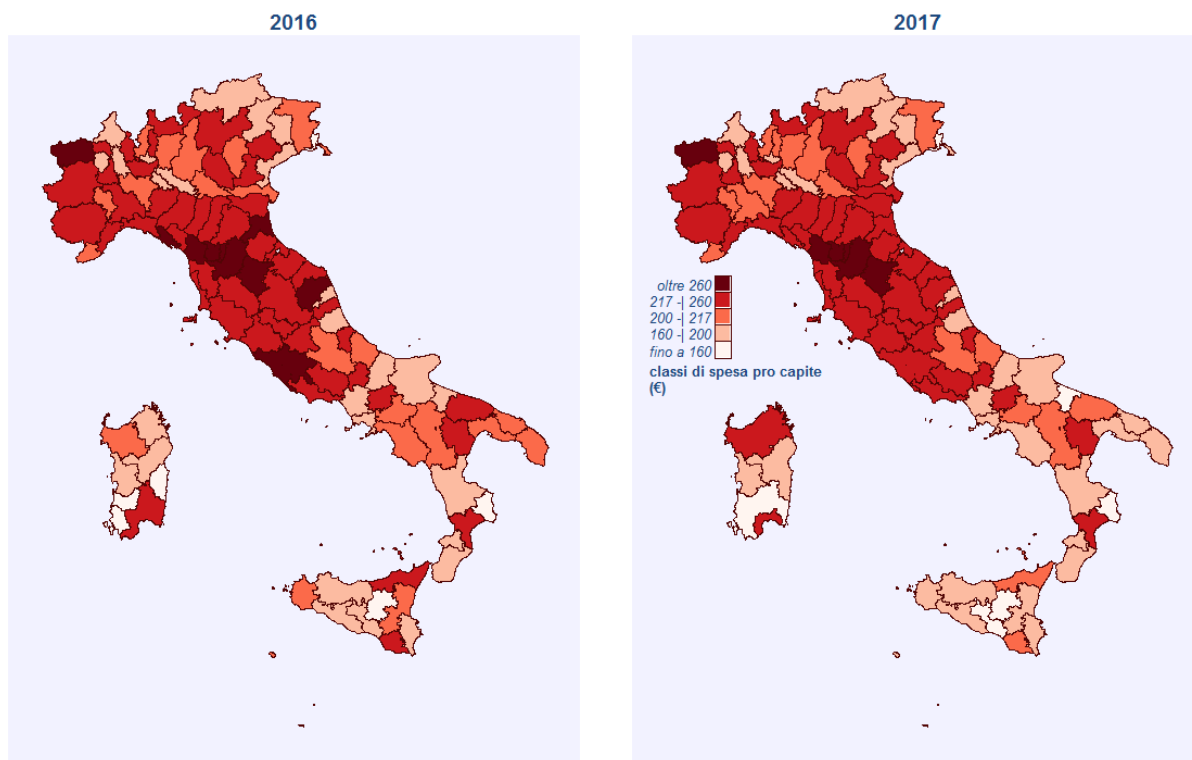 2016
2017
oltre 260
217 -| 260
200 -| 217
160 -| 200
fino a 160
classi di spesa pro capite
(€)